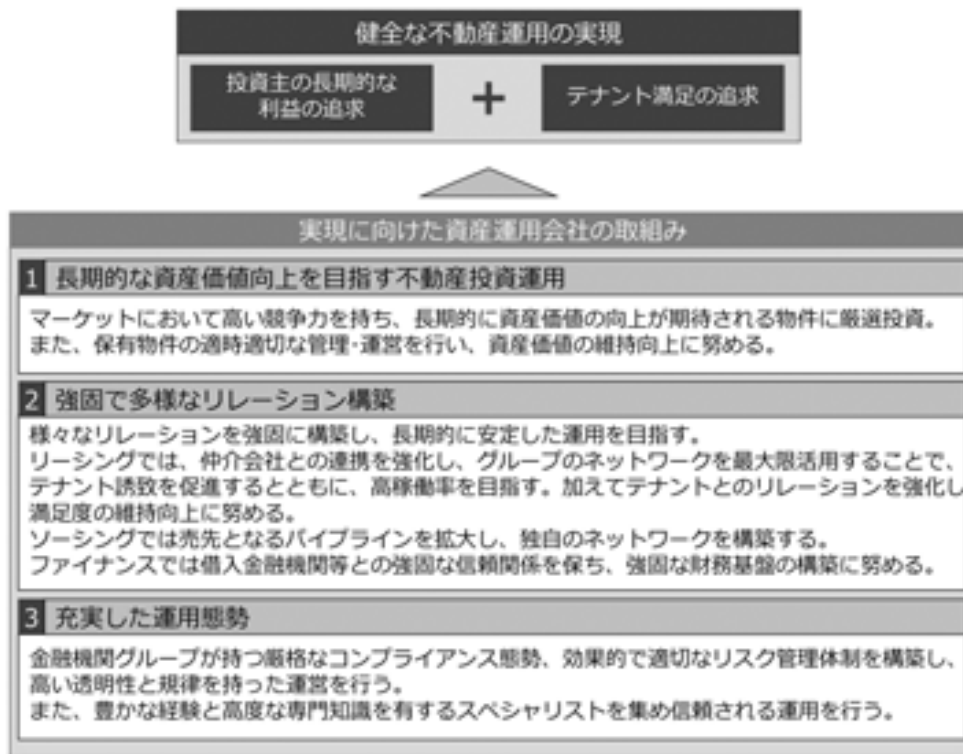 健全な不動産運用の実現
投資主の長期的な
利益の追求
+
テナント満足の追求
実現に向けた資産運用会社の取組み
1 長期的な資産価値向上を目指す不動産投資運用
マーケットにおいて高い競争力を持ち、長期的に資産価値の向上が期待される物件に厳選投資。
また、保有物件の適時適切な管理･運営を行い、資産価値の維持向上に努める。
2 強固で多様なリレーション構築
様々なリレーションを強固に構築し、長期的に安定した運用を目指す。
リーシングでは、仲介会社との連携を強化し、グループのネットワークを最大限活用することで、
テナント誘致を促進するとともに、高稼働率を目指す。加えてテナントとのリレーションを強化し
満足度の維持向上に努める。
ソーシングでは売先となるパイプラインを拡大し、独自のネットワークを構築する。
ファイナンスでは借入金融機関等との強固な信頼関係を保ち、強固な財務基盤の構築に努める。
3 充実した運用態勢
金融機関グループが持つ厳格なコンプライアンス態勢、効果的で適切なリスク管理体制を構築し、
高い透明性と規律を持った運営を行う。
また、豊かな経験と高度な専門知識を有するスペシャリストを集め信頼される運用を行う。